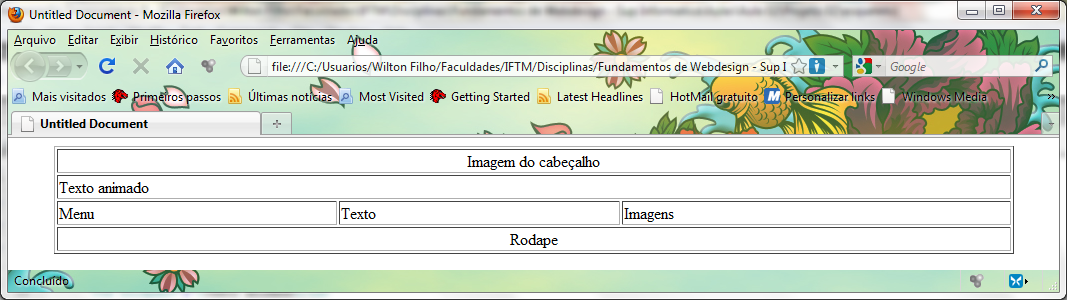 Untitled Document - Mozilla Firefox
Arquivo Editar Exibir Histórico Favoritos Ferramentas Ajuda
file:///C:/Usuarios/Wilton Filho/Faculdades/IFTM/Disciplinas/Fundamentos de Webdesign - Sup I Google
Mais visitados Primeiros passos Últimas notícias Most Visited Getting Started Latest Headlines HotMail gratuito Personalizar links Windows Media »
Untitled Document
Imagem do cabeçalho
Texto animado
Menu Texto Imagens
Rodape
Concluído